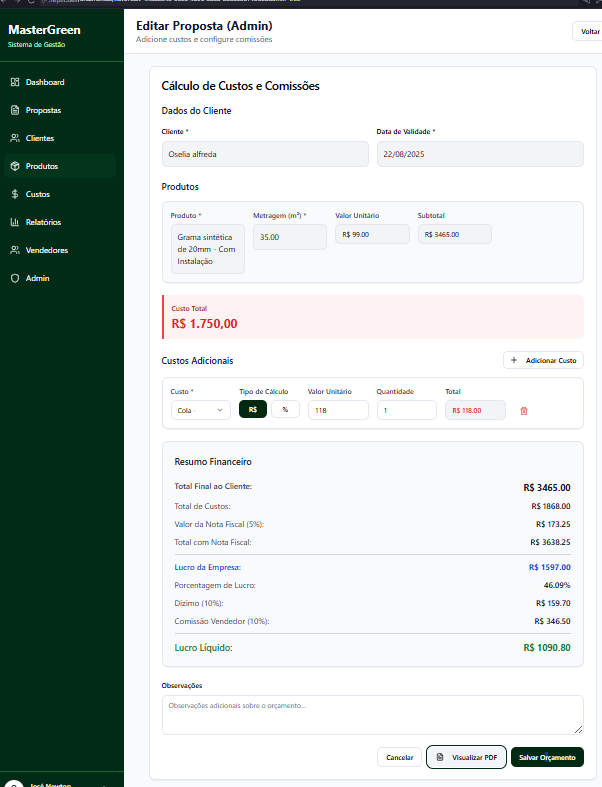 MasterGreen
Sistema de Gestão
Dashboard
Propostas
Clientes
Produtos
Custos
Relatórios
Vendedores
Admin
José Newton
Editar Proposta (Admin)
Adicione custos e configure comissões
Voltar
Cálculo de Custos e Comissões
Dados do Cliente
Cliente *
Data de Validade *
Oselia alfreda
22/08/2025
Produtos
Produto *
Metragem (m²) *
Valor Unitário
Subtotal
Grama sintética
de 20mm - Com
Instalação
35.00
R$ 99.00
R$ 3465.00
Custo Total
R$ 1.750,00
Custos Adicionais
+ Adicionar Custo
Custo *
Tipo de Cálculo
Valor Unitário
Quantidade
Total
Cola -
R$
%
118
1
R$ 118.00
Resumo Financeiro
Total Final ao Cliente: R$ 3465.00
Total de Custos: R$ 1868.00
Valor da Nota Fiscal (5%): R$ 173.25
Total com Nota Fiscal: R$ 3638.25
Lucro da Empresa: R$ 1597.00
Porcentagem de Lucro: 46.09%
Dízimo (10%): R$ 159.70
Comissão Vendedor (10%): R$ 346.50
Lucro Líquido: R$ 1090.80
Observações
Observações adicionais sobre o orçamento...
Cancelar
Visualizar PDF
Salvar Orçamento